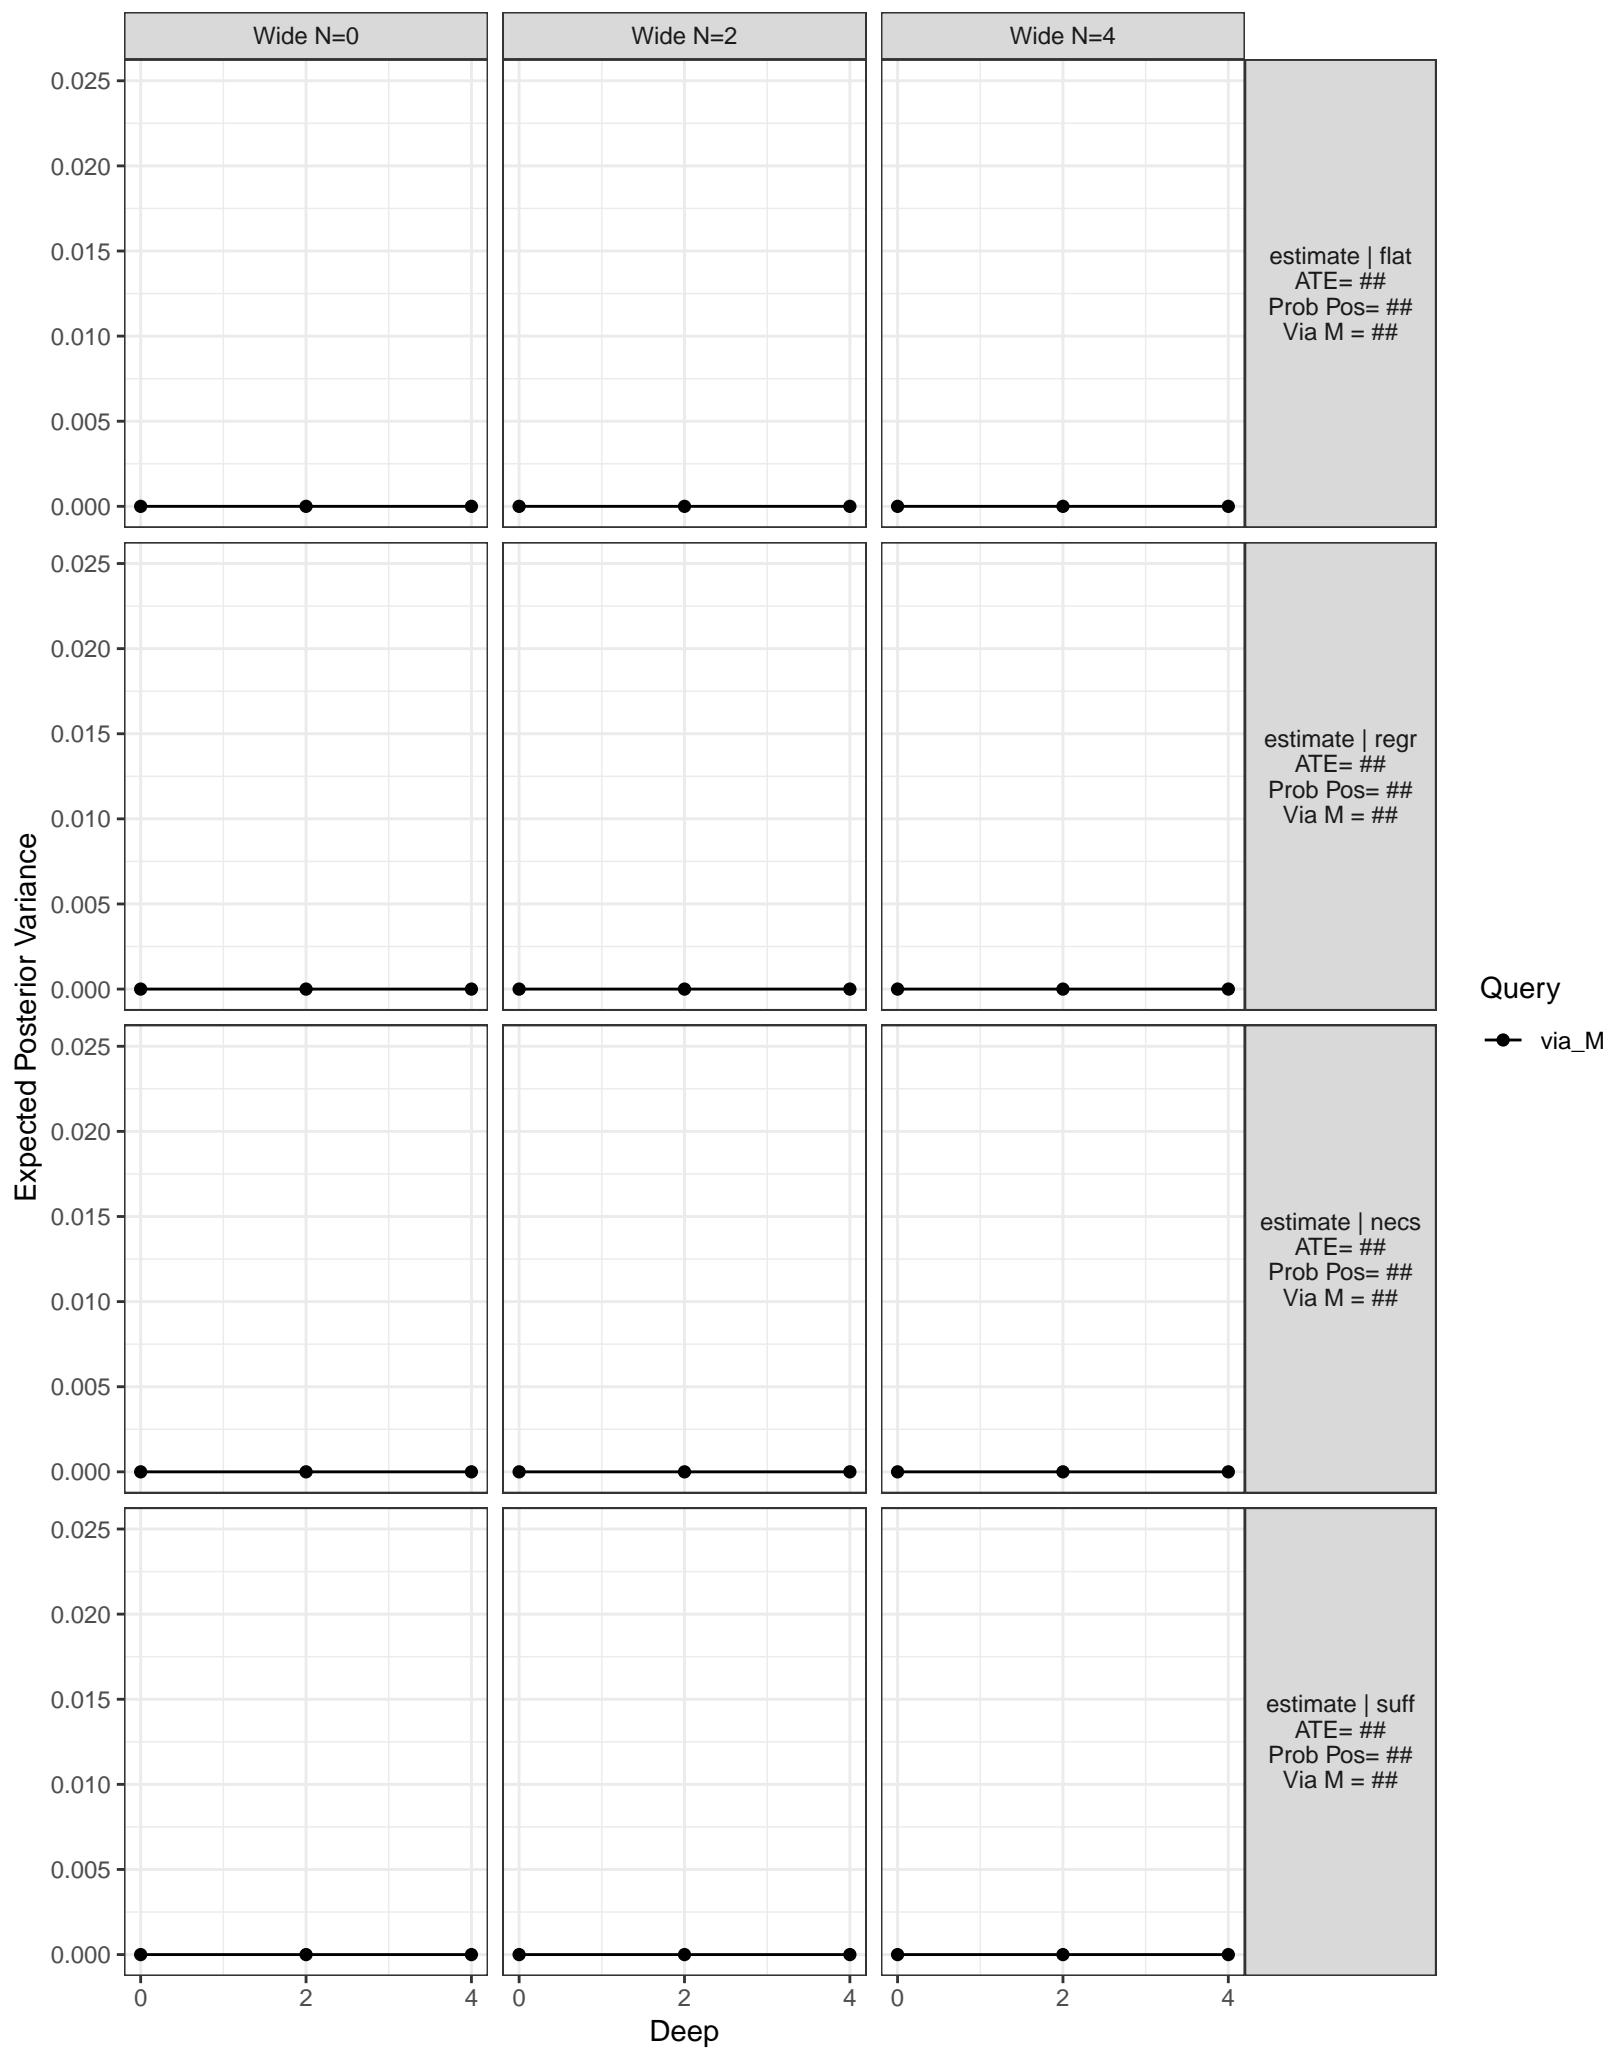 Wide N=0
Wide N=2
Wide N=4
0.025
0.020
0.015
0.010
0.005
0.000
estimate | flat
ATE= ##
Prob Pos= ##
Via M = ##
0.025
0.020
0.015
0.010
0.005
0.000
estimate | regr
ATE= ##
Prob Pos= ##
Via M = ##
Expected Posterior Variance
0.025
0.020
0.015
0.010
0.005
0.000
estimate | necs
ATE= ##
Prob Pos= ##
Via M = ##
0.025
0.020
0.015
0.010
0.005
0.000
estimate | suff
ATE= ##
Prob Pos= ##
Via M = ##
0 2 4
0 2 4
0 2 4
Deep
Query
via_M